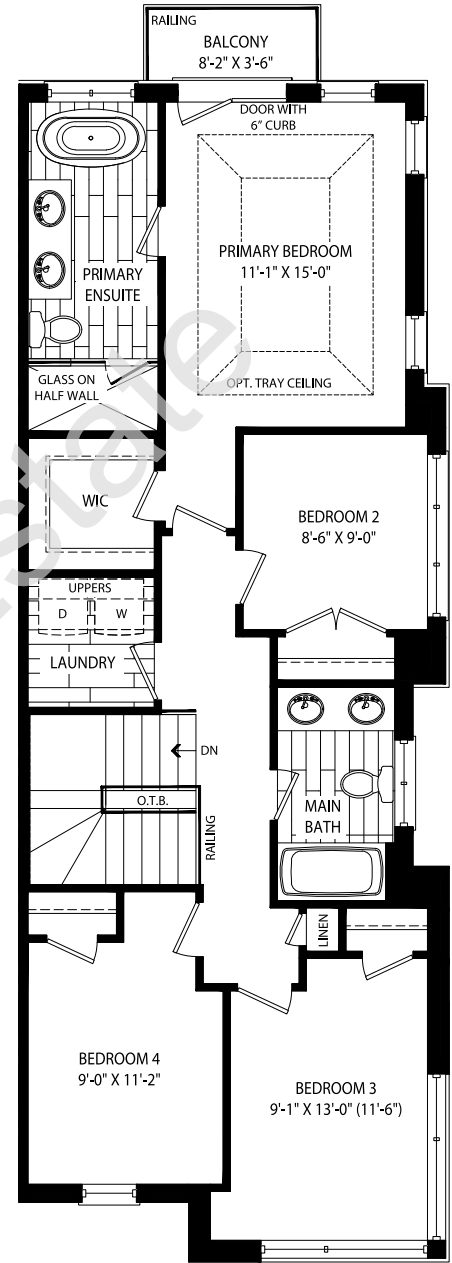 RAILING
BALCONY
8'-2" X 3'-6"
DOOR WITH
6" CURB
PRIMARY BEDROOM
11'-1" X 15'-0"
PRIMARY
ENSUITE
OPT. TRAY CEILING
GLASS ON
HALF WALL
WIC
BEDROOM 2
8'-6" X 9'-0"
UPPERS
D
W
LAUNDRY
DN
O.T.B.
RAILING
MAIN
BATH
LINEN
BEDROOM 4
9'-0" X 11'-2"
BEDROOM 3
9'-1" X 13'-0" (11'-6")
state